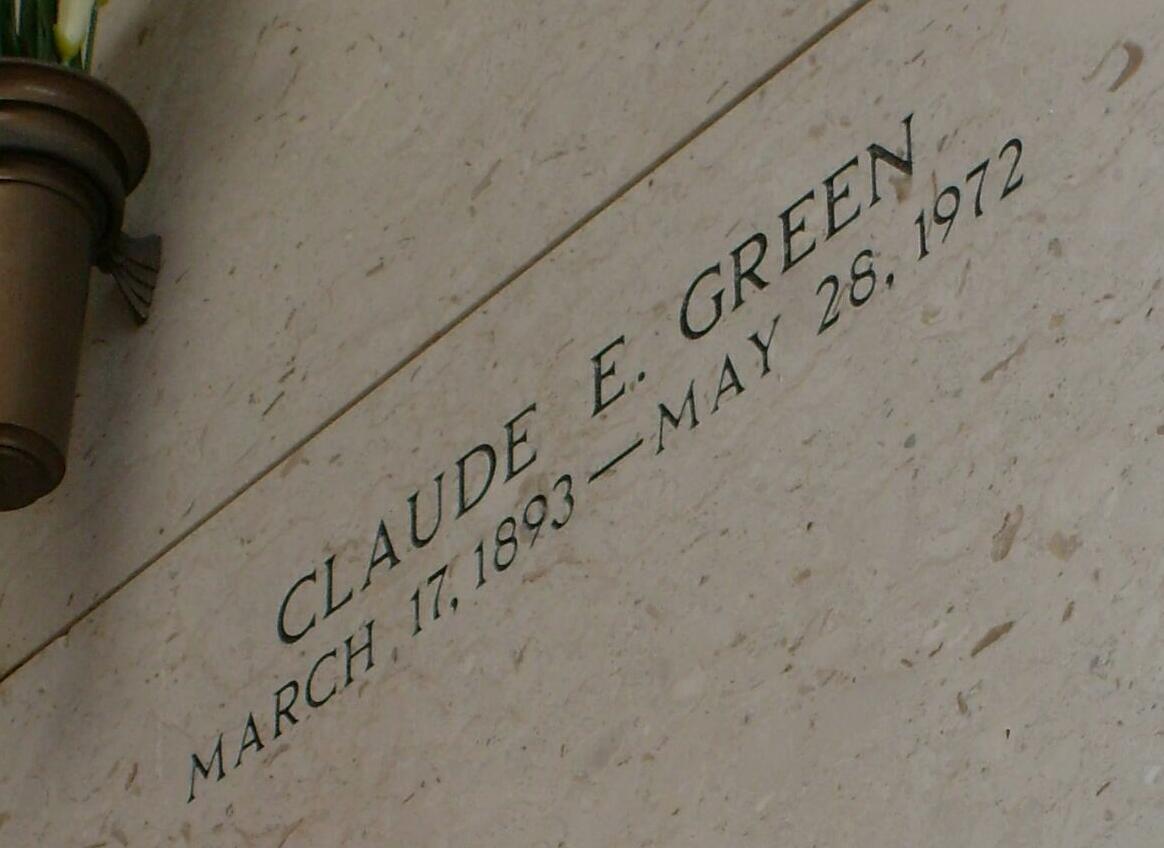 CLAUDE E. GREEN
MARCH 17, 1893—MAY 28, 1972